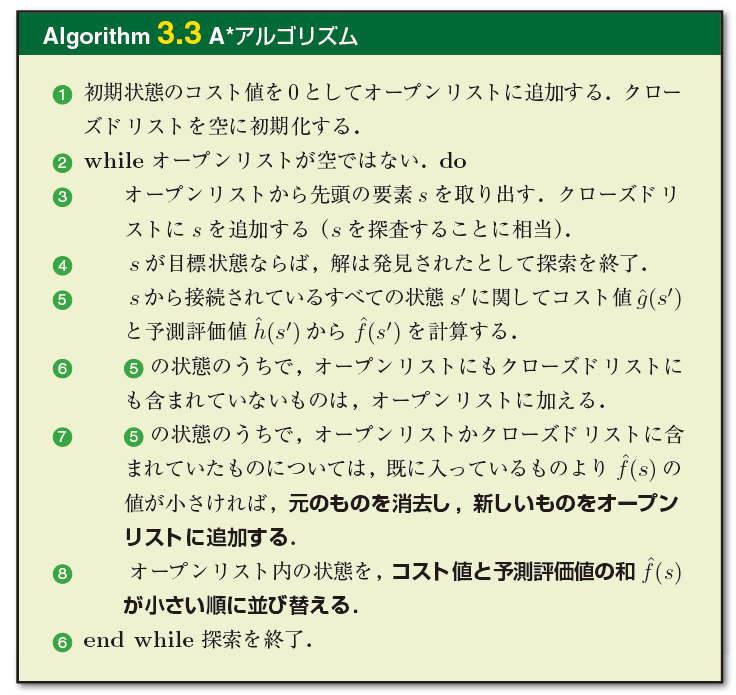 Algorithm 3.3 A*アルゴリズム
❶ 初期状態のコスト値を0としてオープンリストに追加する．クロー
ズドリストを空に初期化する．
❷ while オープンリストが空ではない．do
❸ オープンリストから先頭の要素 s を取り出す．クローズドリ
ストに s を追加する（s を探査することに相当）．
❹ s が目標状態ならば，解は発見されたとして探索を終了．
❺ s から接続されているすべての状態 s′ に関してコスト値 ĝ(s′)
と予測評価値 ĥ(s′) から f̂(s′) を計算する．
❻ ❺ の状態のうちで，オープンリストにもクローズドリストに
も含まれていないものは，オープンリストに加える．
❼ ❺ の状態のうちで，オープンリストかクローズドリストに含
まれていたものについては，既に入っているものより f̂(s) の
値が小さければ，元のものを消去し，新しいものをオープン
リストに追加する．
❽ オープンリスト内の状態を，コスト値と予測評価値の和 f̂(s)
が小さい順に並び替える．
❻ end while 探索を終了．